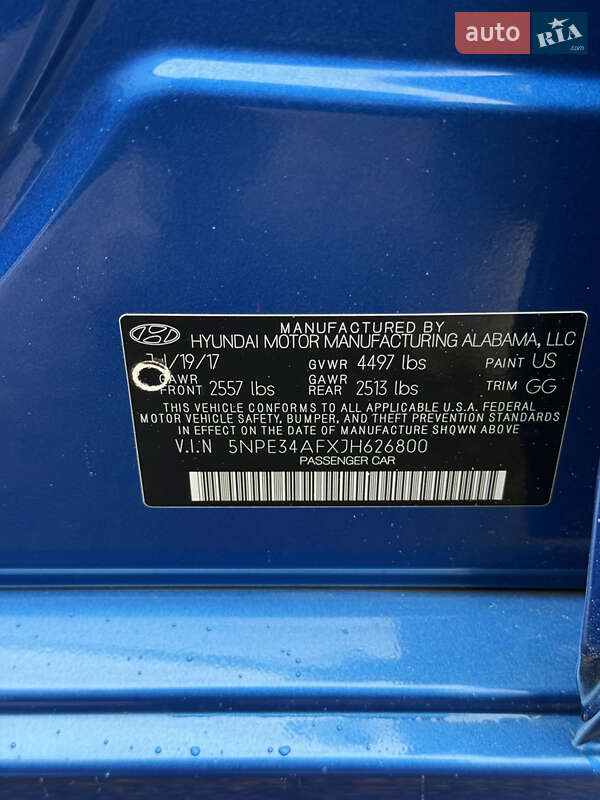 auto RIA.com
MANUFACTURED BY
HYUNDAI MOTOR MANUFACTURING ALABAMA, LLC
/19/17 GVWR 4497 lbs PAINT US
GAWR FRONT 2557 lbs GAWR REAR 2513 lbs TRIM GG
THIS VEHICLE CONFORMS TO ALL APPLICABLE U.S.A. FEDERAL
MOTOR VEHICLE SAFETY, BUMPER, AND THEFT PREVENTION STANDARDS
IN EFFECT ON THE DATE OF MANUFACTURE SHOWN ABOVE
V.I.N 5NPE34AFXJH626800
PASSENGER CAR